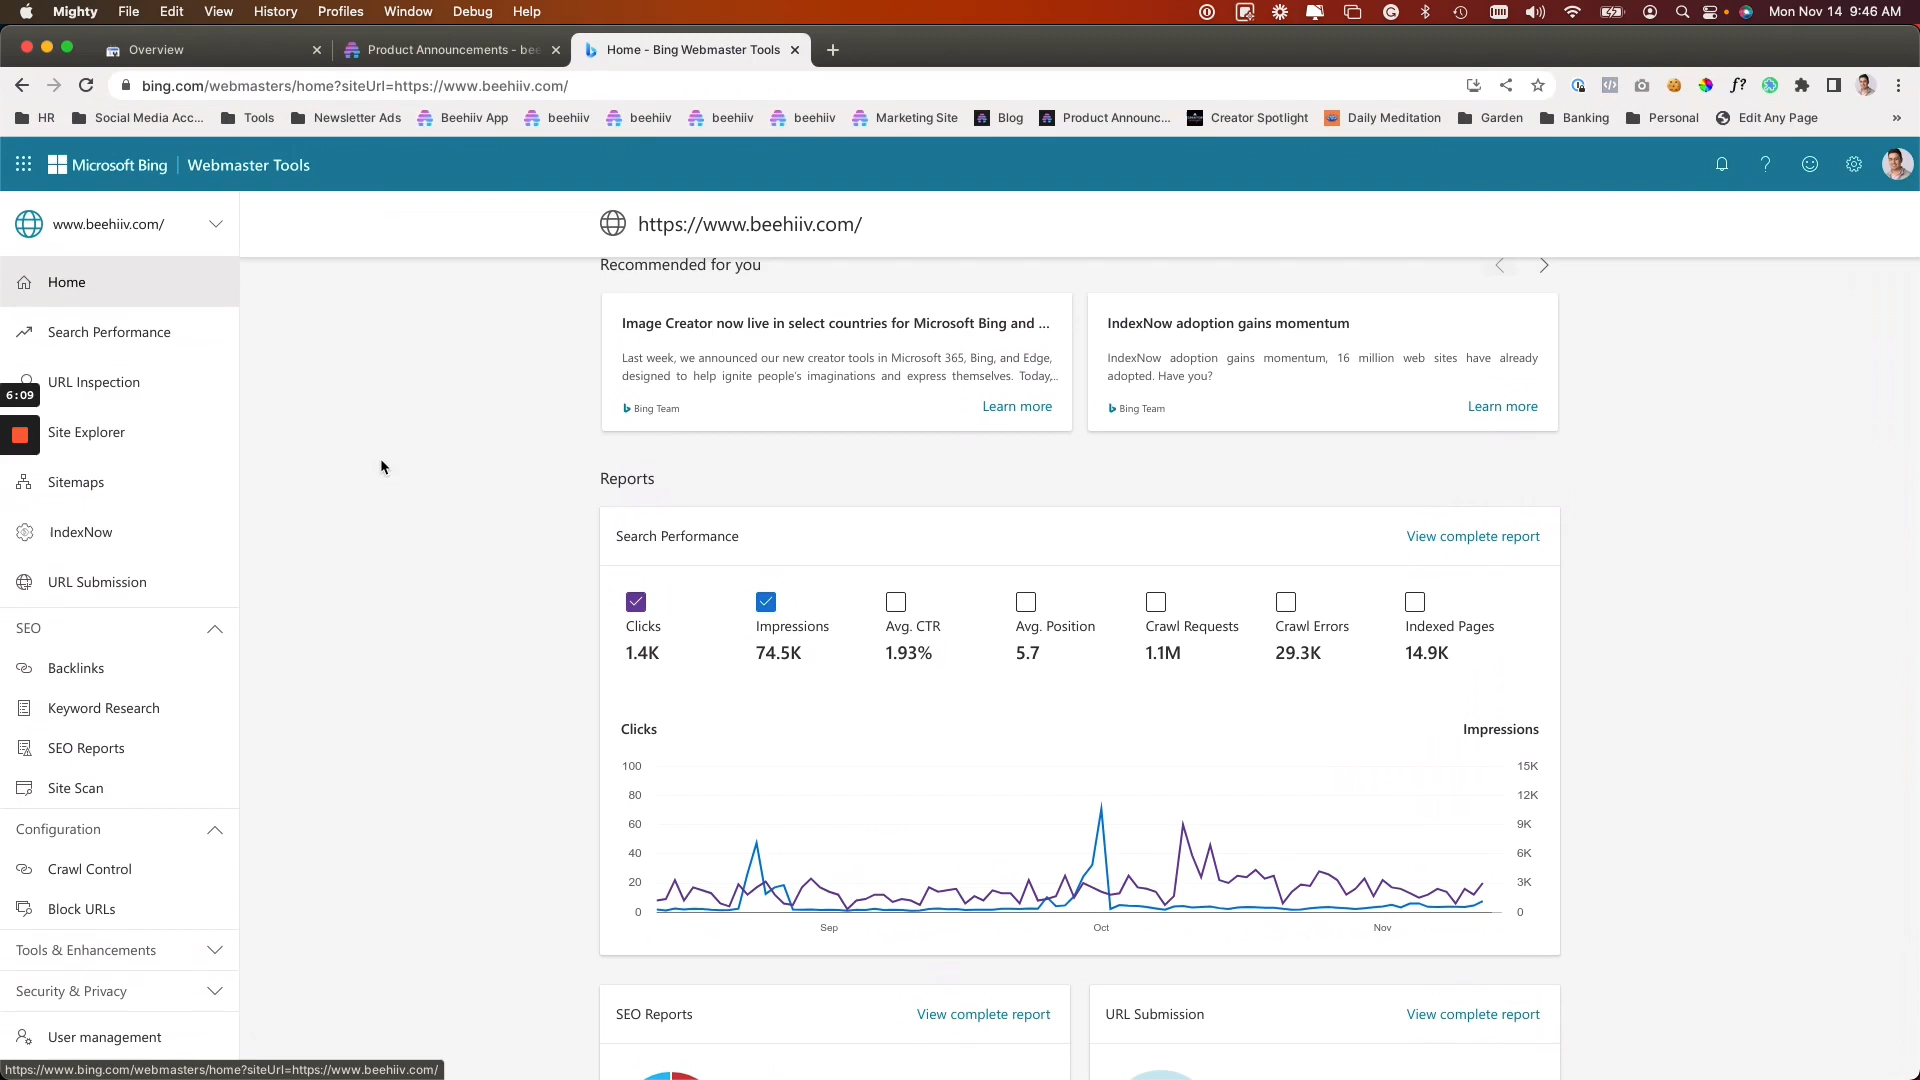 Mighty File Edit View History Profiles Window Debug Help Mon Nov 14 9:46 AM
Overview Product Announcements - bee Home - Bing Webmaster Tools
bing.com/webmasters/home?siteUrl=https://www.beehiiv.com/
HR Social Media Acc... Tools Newsletter Ads Beehiiv App beehiiv beehiiv beehiiv beehiiv Marketing Site Blog Product Announc... Creator Spotlight Daily Meditation Garden Banking Personal Edit Any Page »
Microsoft Bing | Webmaster Tools
www.beehiiv.com/
https://www.beehiiv.com/
Home
Search Performance
URL Inspection
6:09
Site Explorer
Sitemaps
IndexNow
URL Submission
SEO
Backlinks
Keyword Research
SEO Reports
Site Scan
Configuration
Crawl Control
Block URLs
Tools & Enhancements
Security & Privacy
User management
https://www.bing.com/webmasters/home?siteUrl=https://www.beehiiv.com/
Recommended for you
Image Creator now live in select countries for Microsoft Bing and ...
Last week, we announced our new creator tools in Microsoft 365, Bing, and Edge,
designed to help ignite people's imaginations and express themselves. Today,..
Bing Team Learn more
IndexNow adoption gains momentum
IndexNow adoption gains momentum, 16 million web sites have already
adopted. Have you?
Bing Team Learn more
Reports
Search Performance View complete report
Clicks Impressions Avg. CTR Avg. Position Crawl Requests Crawl Errors Indexed Pages
1.4K 74.5K 1.93% 5.7 1.1M 29.3K 14.9K
Clicks Impressions
100 15K
80 12K
60 9K
40 6K
20 3K
0 0
Sep Oct Nov
SEO Reports View complete report
URL Submission View complete report